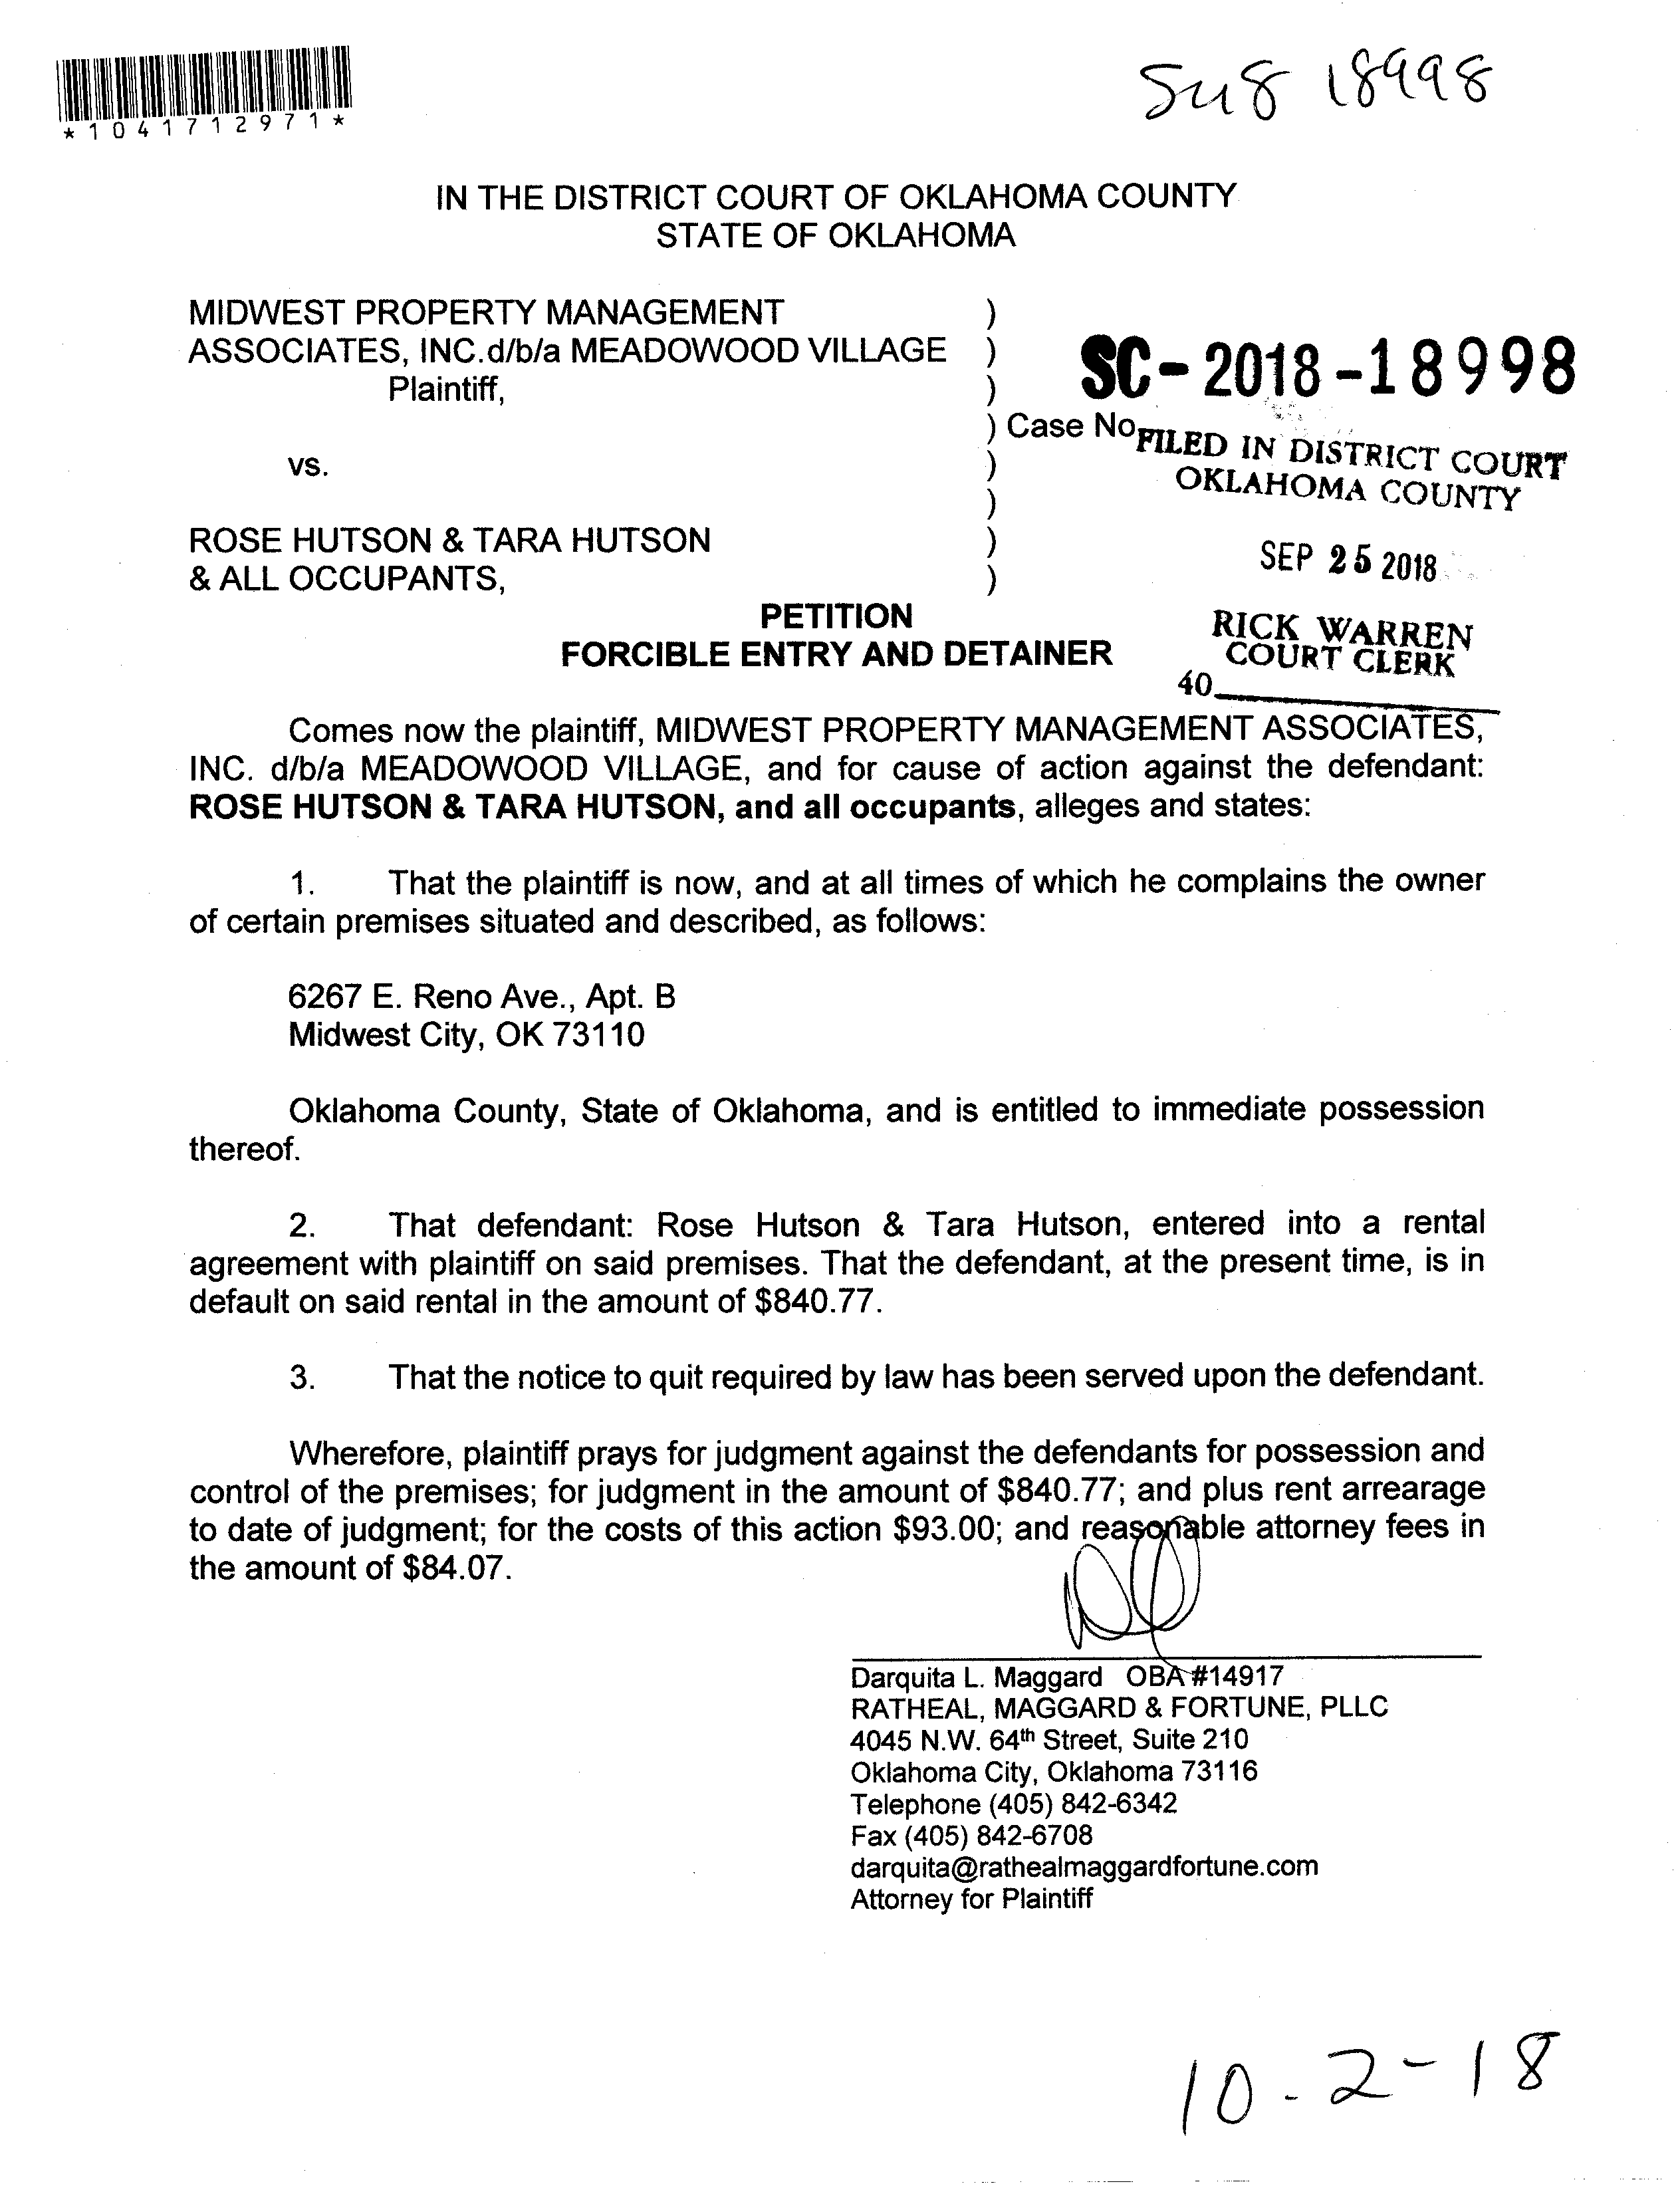 *1041712971*
Su8 18998
IN THE DISTRICT COURT OF OKLAHOMA COUNTY
STATE OF OKLAHOMA
MIDWEST PROPERTY MANAGEMENT )
ASSOCIATES, INC.d/b/a MEADOWOOD VILLAGE )
Plaintiff, )
SC-2018-18998
) Case No
vs. )
)
FILED IN DISTRICT COURT
OKLAHOMA COUNTY
ROSE HUTSON & TARA HUTSON )
& ALL OCCUPANTS, )
SEP 25 2018
PETITION
FORCIBLE ENTRY AND DETAINER
RICK WARREN
COURT CLERK
40
Comes now the plaintiff, MIDWEST PROPERTY MANAGEMENT ASSOCIATES,
INC. d/b/a MEADOWOOD VILLAGE, and for cause of action against the defendant:
ROSE HUTSON & TARA HUTSON, and all occupants, alleges and states:
1. That the plaintiff is now, and at all times of which he complains the owner
of certain premises situated and described, as follows:
6267 E. Reno Ave., Apt. B
Midwest City, OK 73110
Oklahoma County, State of Oklahoma, and is entitled to immediate possession
thereof.
2. That defendant: Rose Hutson & Tara Hutson, entered into a rental
agreement with plaintiff on said premises. That the defendant, at the present time, is in
default on said rental in the amount of $840.77.
3. That the notice to quit required by law has been served upon the defendant.
Wherefore, plaintiff prays for judgment against the defendants for possession and
control of the premises; for judgment in the amount of $840.77; and plus rent arrearage
to date of judgment; for the costs of this action $93.00; and reasonable attorney fees in
the amount of $84.07.
Darquita L. Maggard OBA #14917
RATHEAL, MAGGARD & FORTUNE, PLLC
4045 N.W. 64th Street, Suite 210
Oklahoma City, Oklahoma 73116
Telephone (405) 842-6342
Fax (405) 842-6708
darquita@rathealmaggardfortune.com
Attorney for Plaintiff
10-2-18